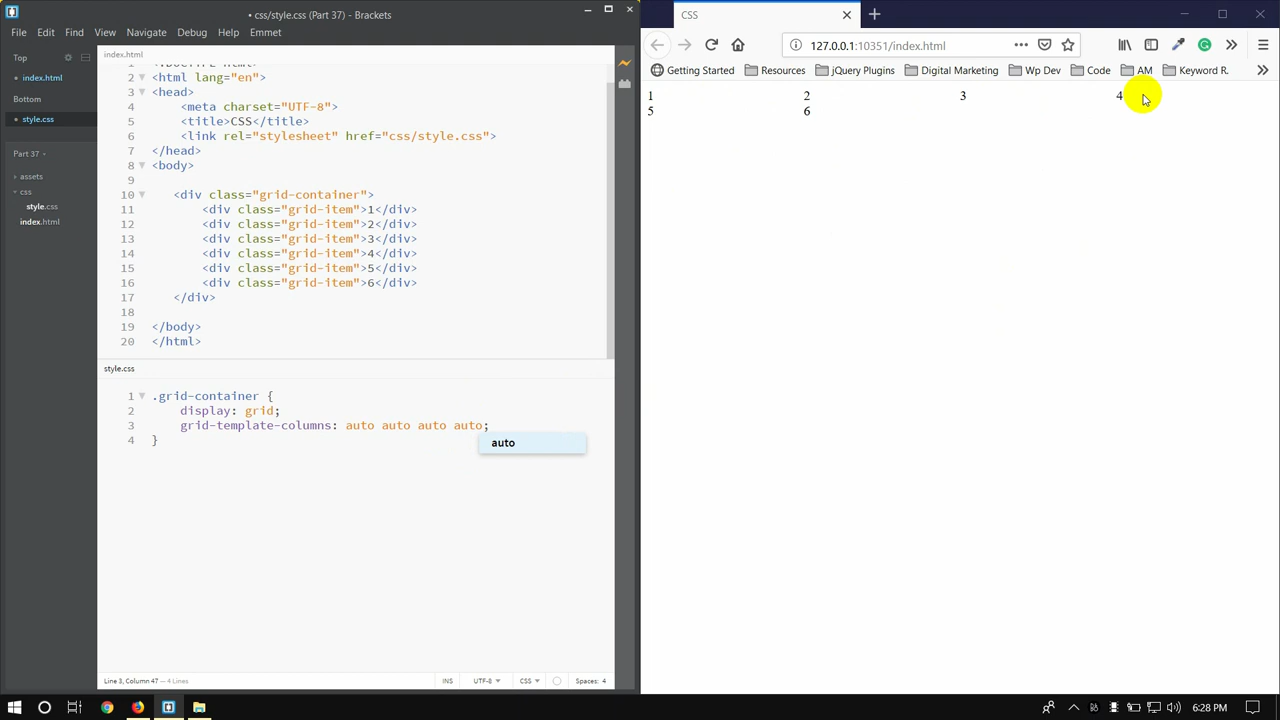 • css/style.css (Part 37) - Brackets
File Edit Find View Navigate Debug Help Emmet
Top
• index.html
Bottom
• style.css
Part 37
assets
css
style.css
index.html
index.html
2 <html lang="en">
3 <head>
4 <meta charset="UTF-8">
5 <title>CSS</title>
6 <link rel="stylesheet" href="css/style.css">
7 </head>
8 <body>
9
10 <div class="grid-container">
11 <div class="grid-item">1</div>
12 <div class="grid-item">2</div>
13 <div class="grid-item">3</div>
14 <div class="grid-item">4</div>
15 <div class="grid-item">5</div>
16 <div class="grid-item">6</div>
17 </div>
18
19 </body>
20 </html>
style.css
1 .grid-container {
2 display: grid;
3 grid-template-columns: auto auto auto auto;
4 }
auto
Line 3, Column 47 — 4 Lines
INS UTF-8 CSS Spaces: 4
CSS
127.0.0.1:10351/index.html
Getting Started Resources jQuery Plugins Digital Marketing Wp Dev Code AM Keyword R.
1 2 3 4
5 6
6:28 PM